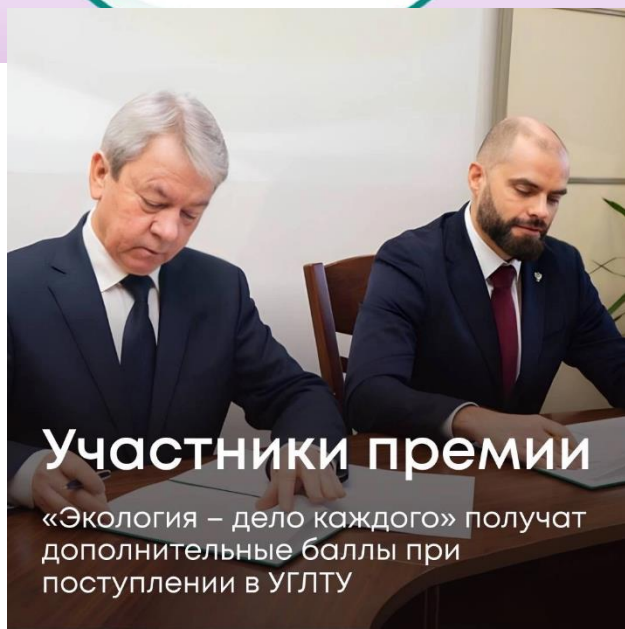 Участники премии
«Экология – дело каждого» получат
дополнительные баллы при
поступлении в УГЛТУ